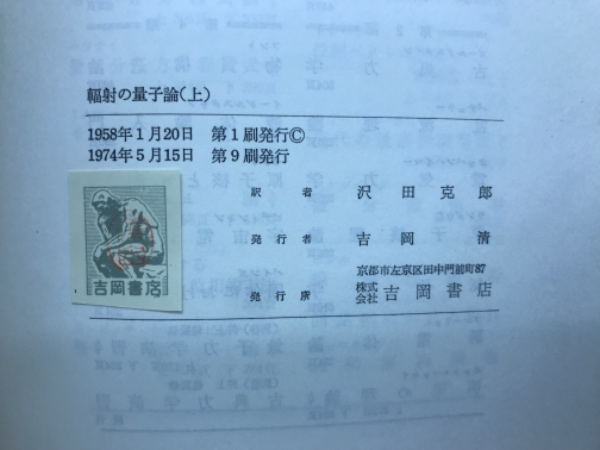 輻射の量子論(上)
1958年1月20日 第1刷発行Ⓒ
1974年5月15日 第9刷発行
訳者 沢田克郎
発行者 吉岡清
京都市左京区田中門前町87
発行所 株式会社 吉岡書店
吉岡書店